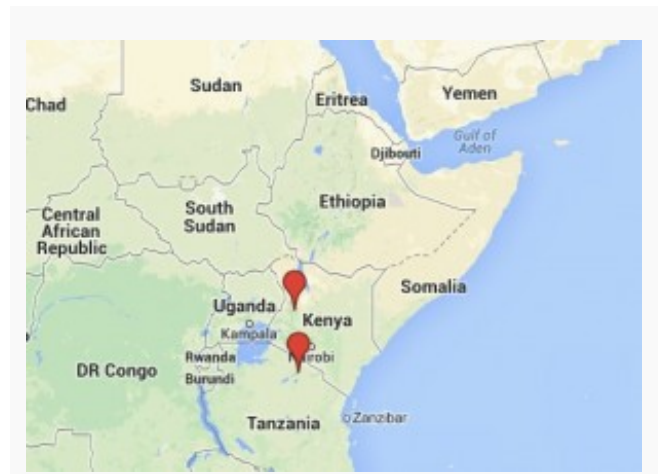 Sudan
Chad
Eritrea
Yemen
Gulf of
Aden
Djibouti
Ethiopia
South
Sudan
Central
African
Republic
Somalia
Uganda
Kenya
Kampala
Rwanda
Burundi
DR Congo
Tanzania
Zanzibar